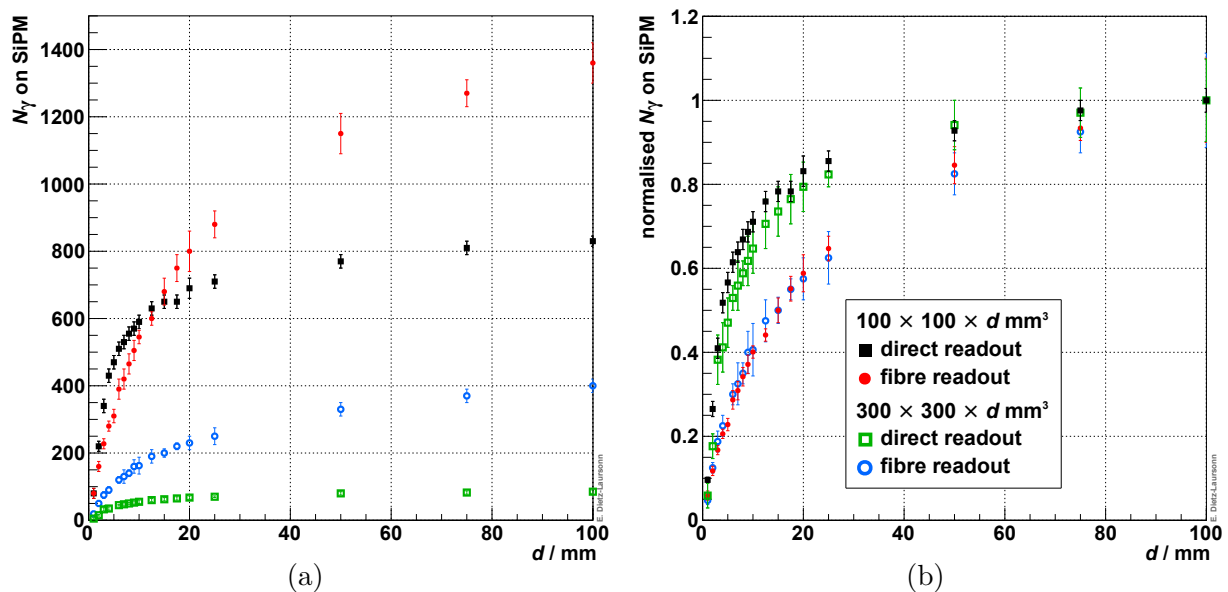 N_γ on SiPM
1400
1200
1000
800
600
400
200
0
0 20 40 60 80 100
d / mm
E. Dietz-Laursonn
(a)
normalised N_γ on SiPM
1.2
1
0.8
0.6
0.4
0.2
0
0 20 40 60 80 100
d / mm
100 × 100 × d mm³
direct readout
fibre readout
300 × 300 × d mm³
direct readout
fibre readout
E. Dietz-Laursonn
(b)